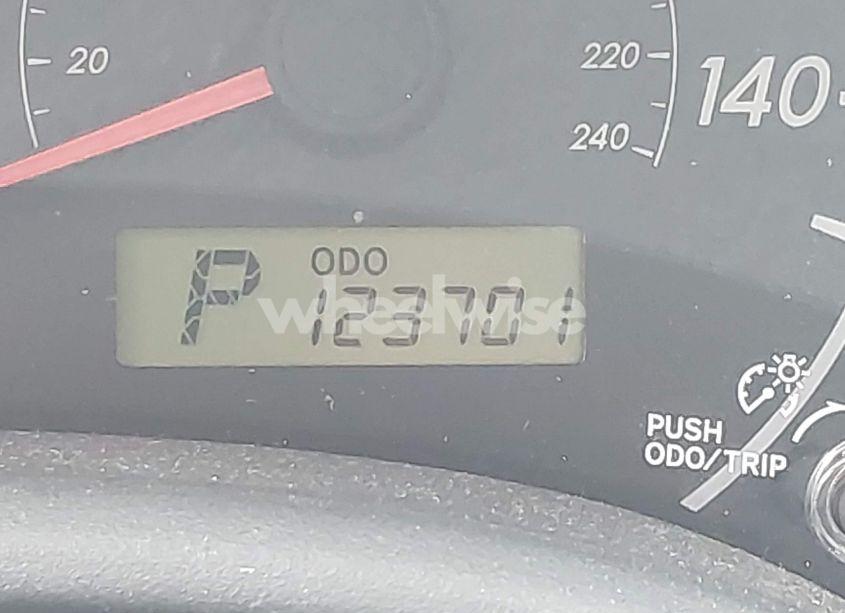 20
220
140
240
ODO
P 123701
wheelwise
PUSH
ODO/TRIP